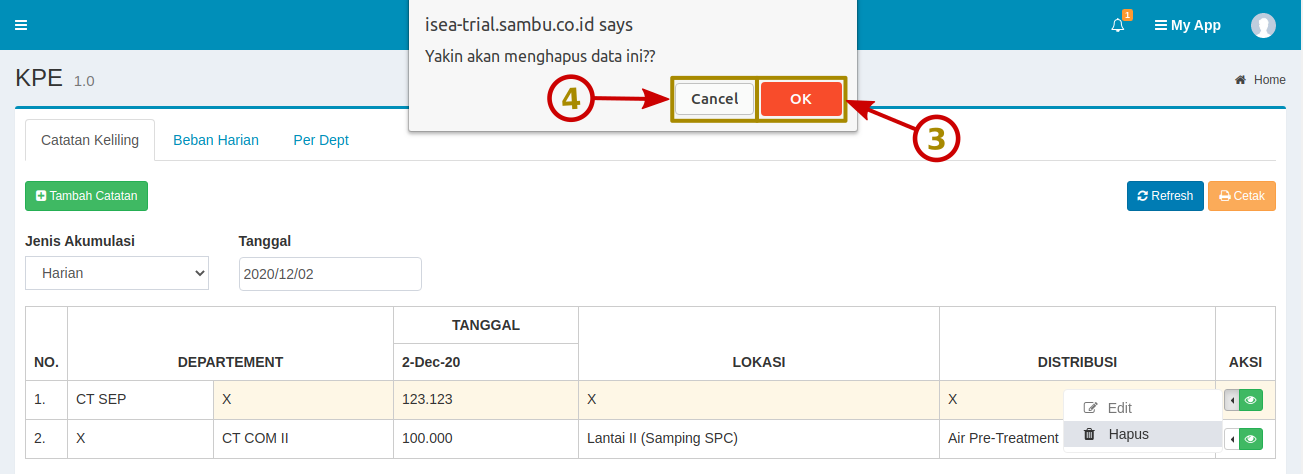 isea-trial.sambu.co.id says
Yakin akan menghapus data ini??
Cancel
OK
4
3
1
My App
KPE 1.0
Home
Catatan Keliling
Beban Harian
Per Dept
Tambah Catatan
Refresh
Cetak
Jenis Akumulasi
Tanggal
Harian
2020/12/02
NO.
DEPARTEMENT
TANGGAL
2-Dec-20
LOKASI
DISTRIBUSI
AKSI
1. CT SEP X 123.123 X X
2. X CT COM II 100.000 Lantai II (Samping SPC) Air Pre-Treatment
Edit
Hapus